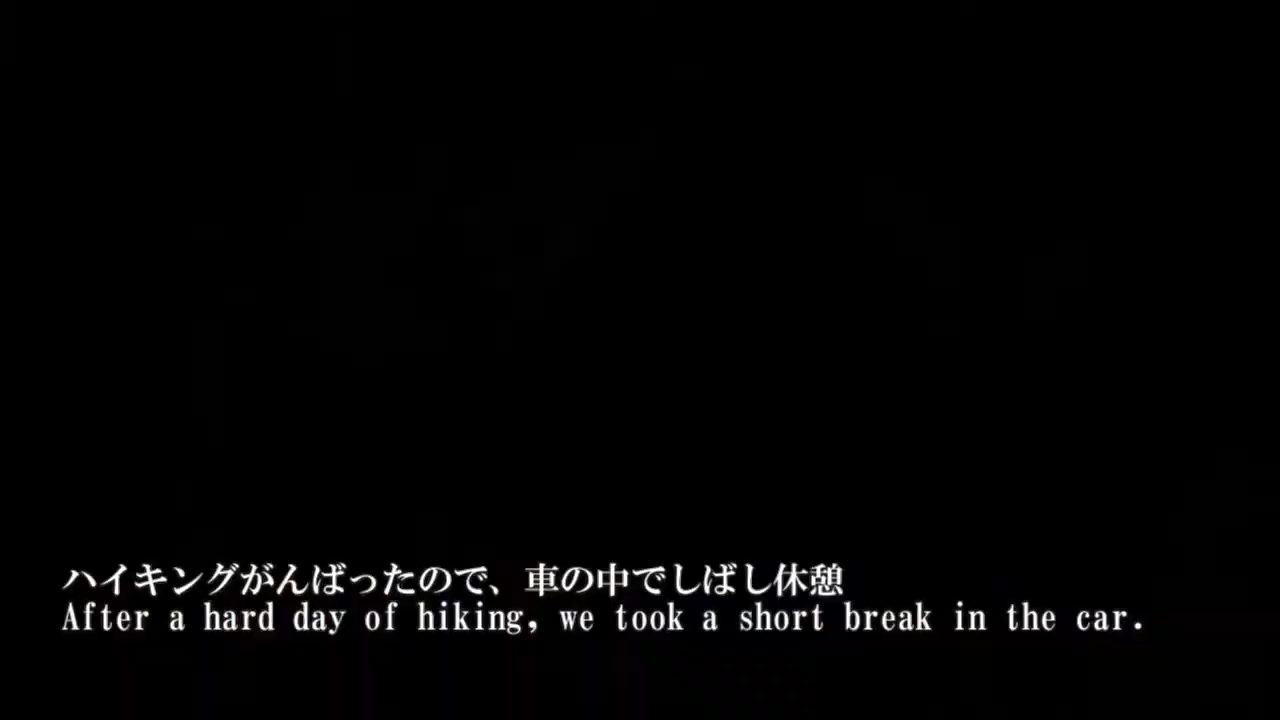 ハイキングがんばったので、車の中でしばし休憩
After a hard day of hiking, we took a short break in the car.